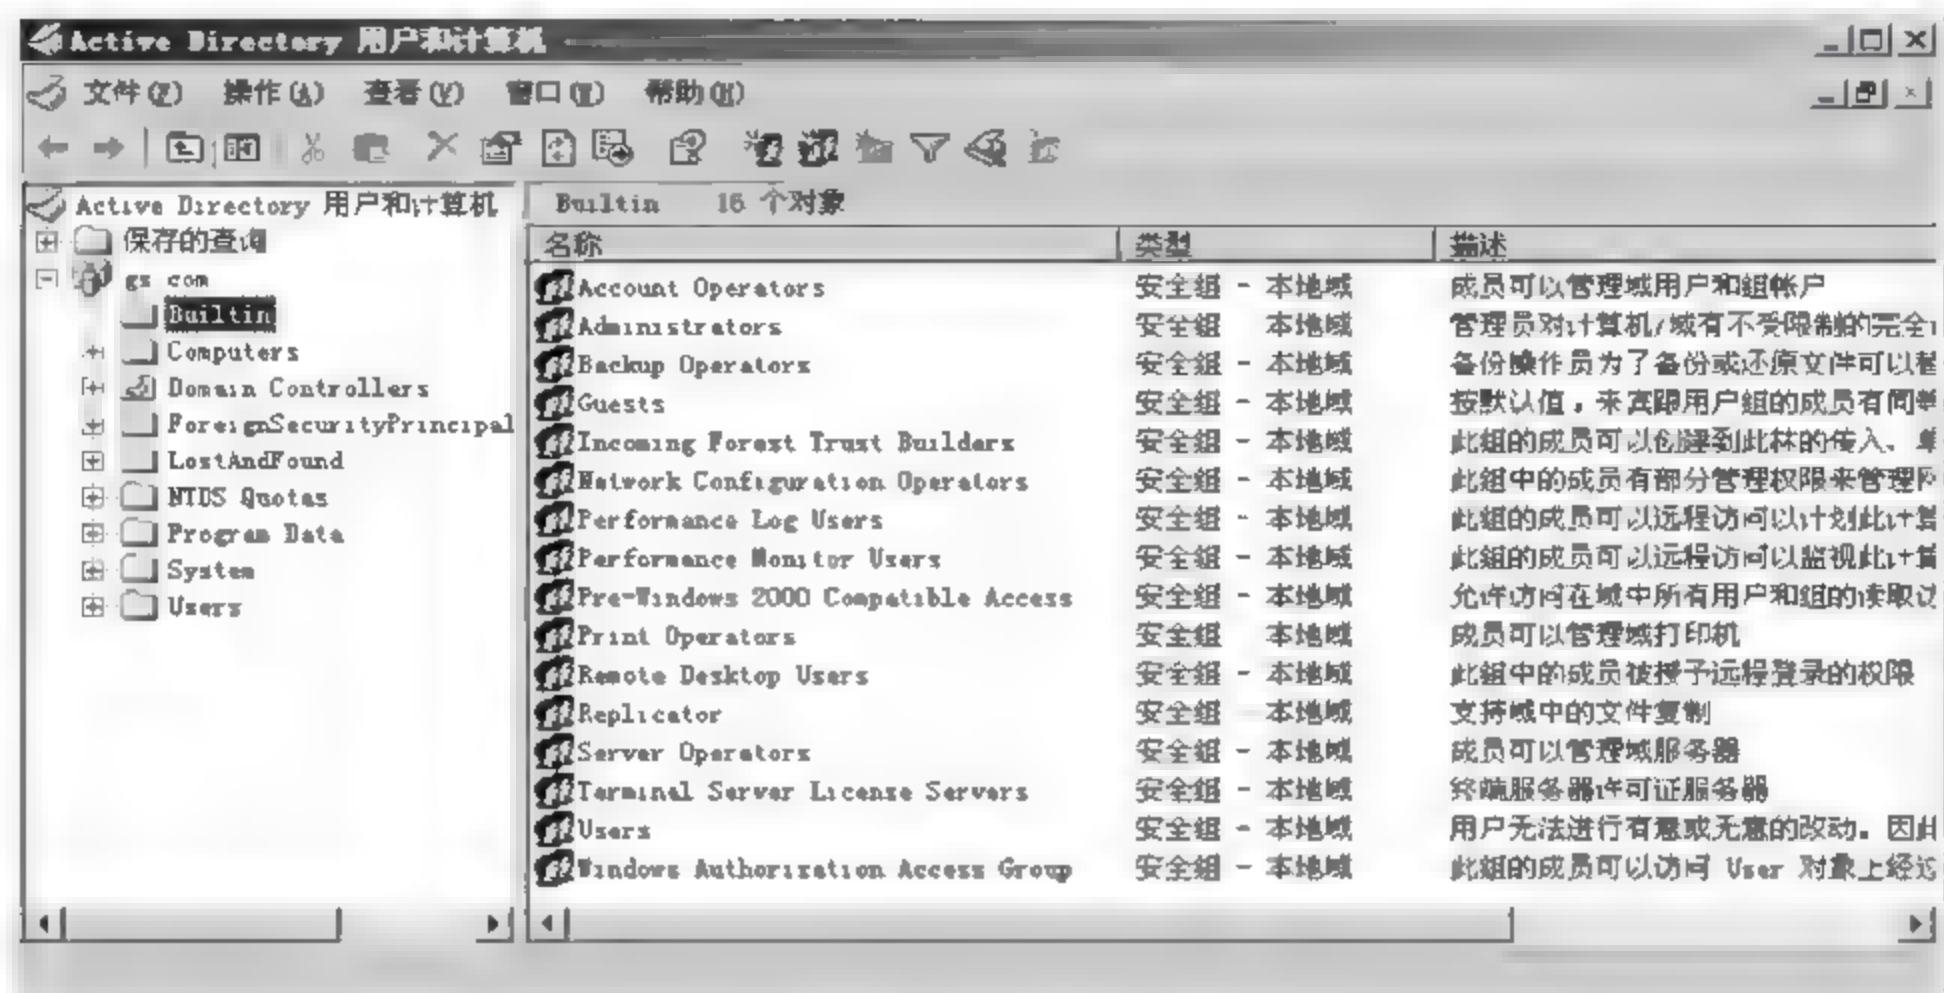 Active Directory 用户和计算机
文件(F) 操作(A) 查看(V) 窗口(W) 帮助(H)
Active Directory 用户和计算机
保存的查询
gs com
Builtin
Computers
Domain Controllers
ForeignSecurityPrincipal
LostAndFound
NTDS Quotas
Program Data
System
Users
Builtin 16 个对象
名称 类型 描述
Account Operators 安全组 - 本地域 成员可以管理域用户和组帐户
Administrators 安全组 - 本地域 管理员对计算机/域有不受限制的完全
Backup Operators 安全组 - 本地域 备份操作员为了备份或还原文件可以替
Guests 安全组 - 本地域 按默认值,来宾跟用户组的成员有同等
Incoming Forest Trust Builders 安全组 - 本地域 此组的成员可以创建到此林的传入、单
Network Configuration Operators 安全组 - 本地域 此组中的成员有部分管理权限来管理网
Performance Log Users 安全组 - 本地域 此组的成员可以远程访问以计划此计算
Performance Monitor Users 安全组 - 本地域 此组的成员可以远程访问以监视此计算
Pre-Windows 2000 Compatible Access 安全组 - 本地域 允许访问在域中所有用户和组的读取访
Print Operators 安全组 - 本地域 成员可以管理域打印机
Remote Desktop Users 安全组 - 本地域 此组中的成员被授予远程登录的权限
Replicator 安全组 - 本地域 支持域中的文件复制
Server Operators 安全组 - 本地域 成员可以管理域服务器
Terminal Server License Servers 安全组 - 本地域 终端服务器许可证服务器
Users 安全组 - 本地域 用户无法进行有意或无意的改动。因此
Windows Authorization Access Group 安全组 - 本地域 此组的成员可以访问 User 对象上经过